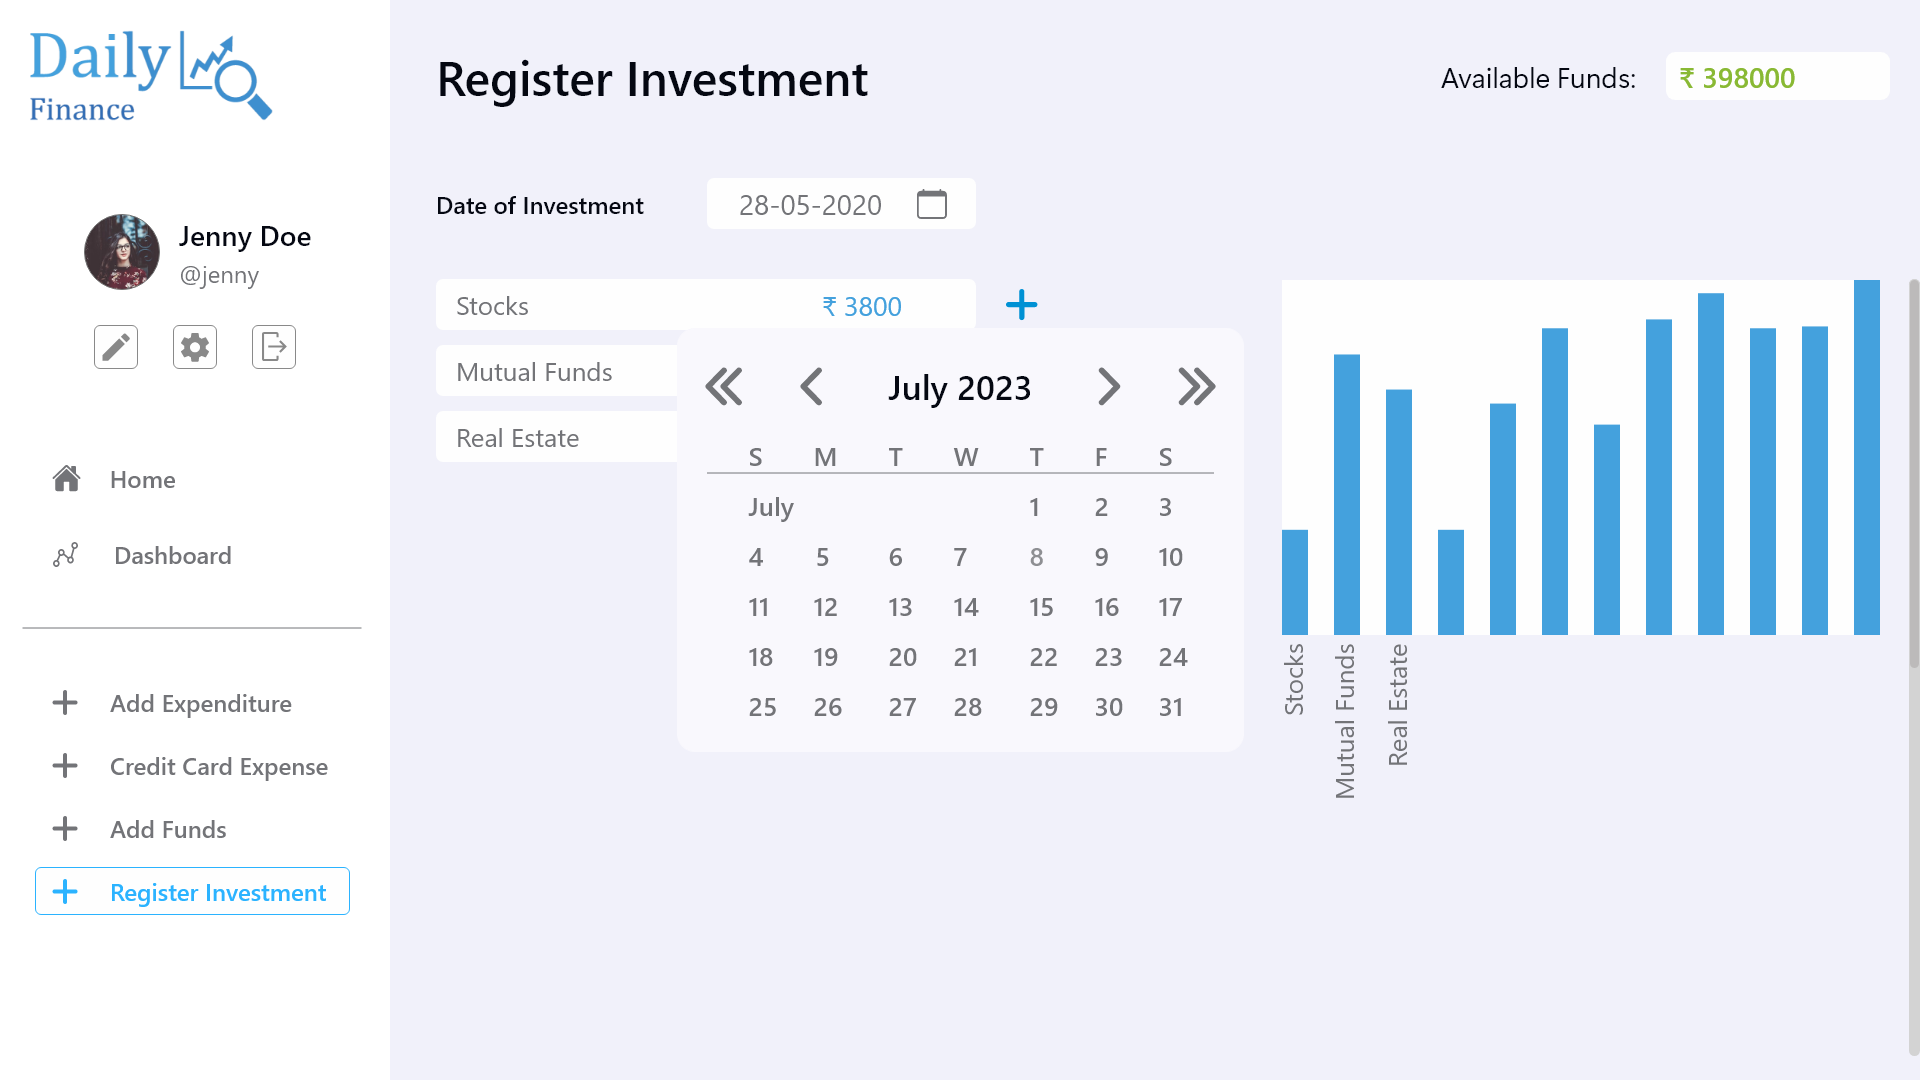 Daily
Finance
Jenny Doe
@jenny
Home
Dashboard
Add Expenditure
Credit Card Expense
Add Funds
Register Investment
Register Investment
Available Funds: ₹ 398000
Date of Investment 28-05-2020
Stocks ₹ 3800
Mutual Funds
Real Estate
July 2023
S M T W T F S
July 1 2 3
4 5 6 7 8 9 10
11 12 13 14 15 16 17
18 19 20 21 22 23 24
25 26 27 28 29 30 31
Stocks
Mutual Funds
Real Estate